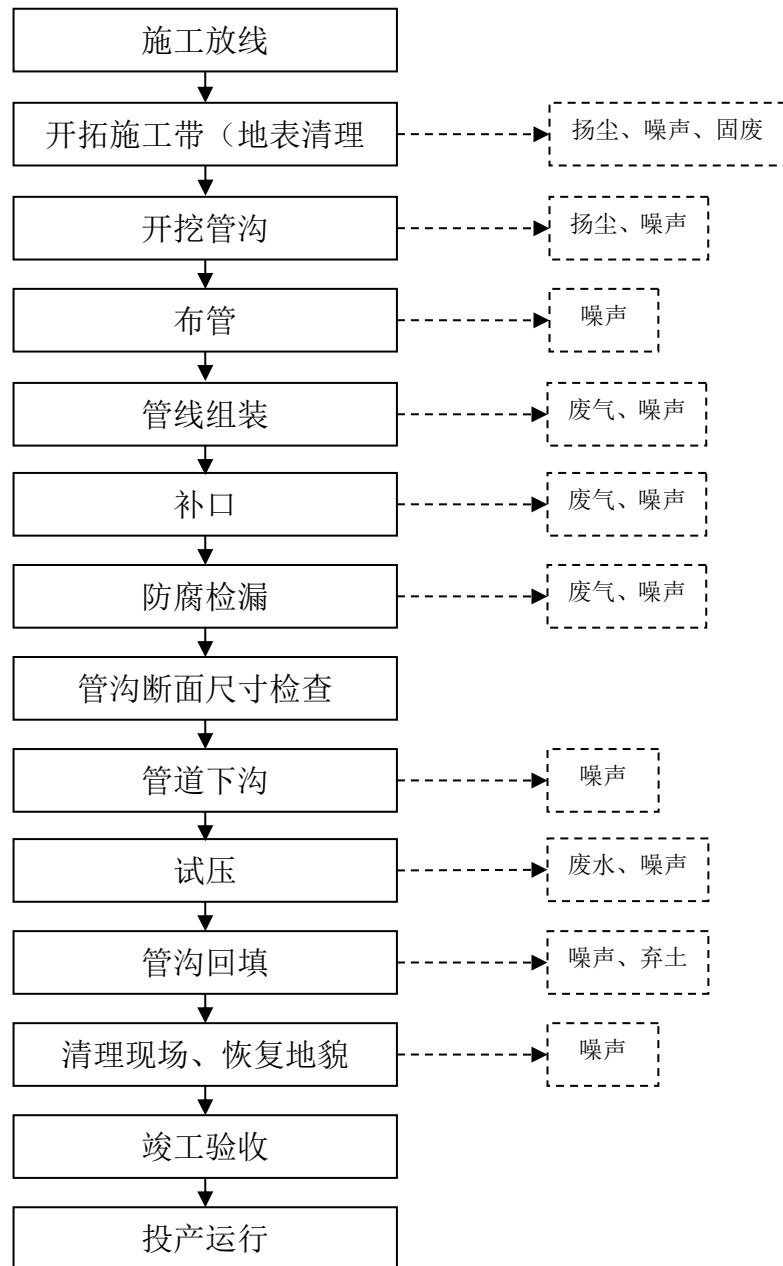 施工放线
开拓施工带（地表清理
扬尘、噪声、固废
开挖管沟
扬尘、噪声
布管
噪声
管线组装
废气、噪声
补口
废气、噪声
防腐检漏
废气、噪声
管沟断面尺寸检查
管道下沟
噪声
试压
废水、噪声
管沟回填
噪声、弃土
清理现场、恢复地貌
噪声
竣工验收
投产运行